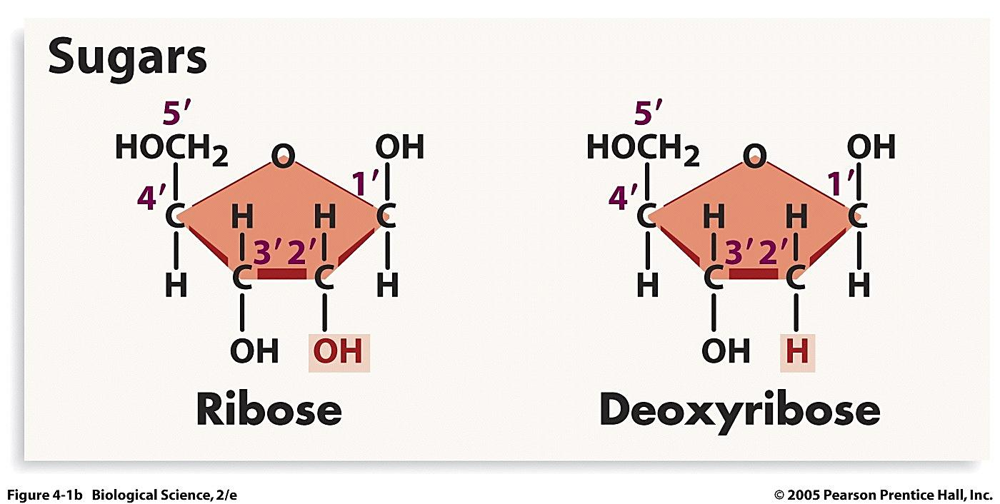 Sugars
5′ 5′
HOCH2 O OH HOCH2 O OH
4′ 1′ 4′ 1′
C H H C C H H C
3′ 2′ 3′ 2′
H C C H H C C H
OH OH OH H
Ribose Deoxyribose
Figure 4-1b Biological Science, 2/e © 2005 Pearson Prentice Hall, Inc.